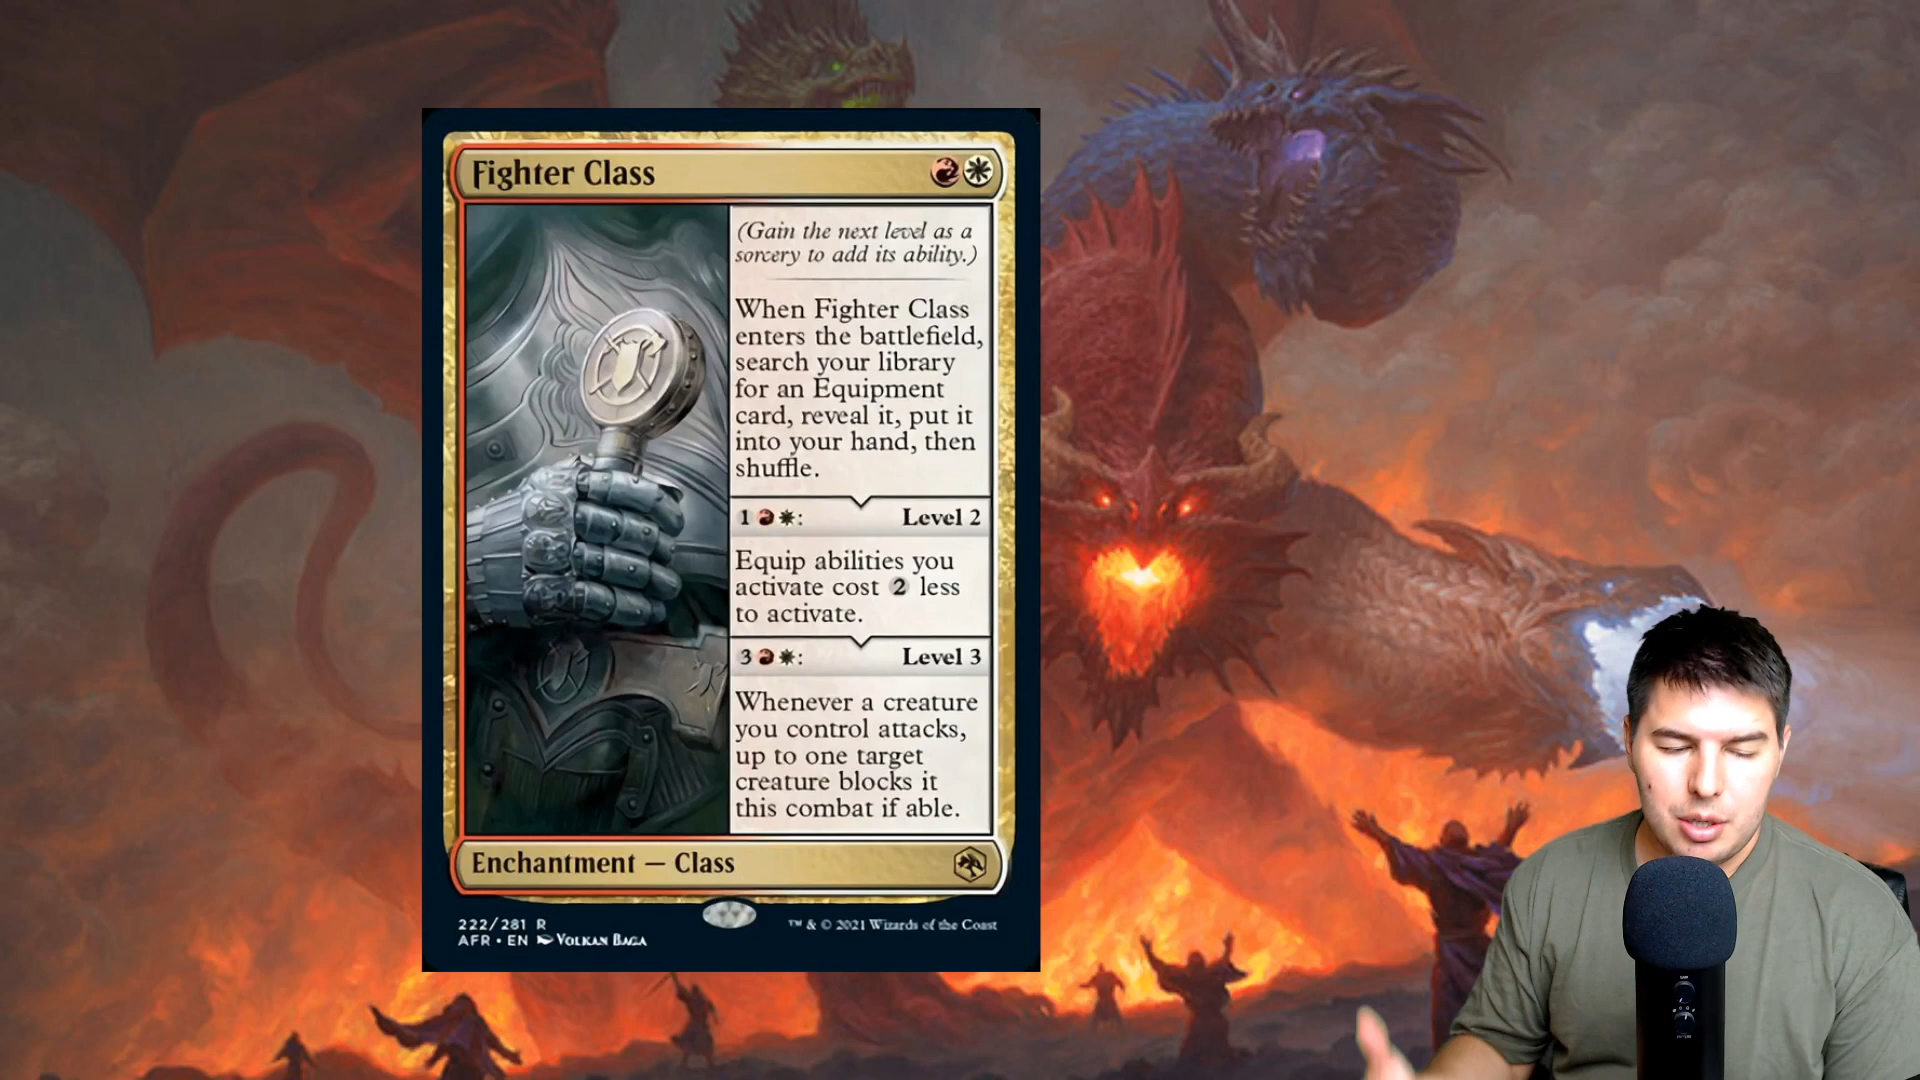 Fighter Class
(Gain the next level as a
sorcery to add its ability.)
When Fighter Class
enters the battlefield,
search your library
for an Equipment
card, reveal it, put it
into your hand, then
shuffle.
1: Level 2
Equip abilities you
activate cost 2 less
to activate.
3: Level 3
Whenever a creature
you control attacks,
up to one target
creature blocks it
this combat if able.
Enchantment — Class
222/281 R
AFR • EN Volkan Baga
™ & © 2021 Wizards of the Coast